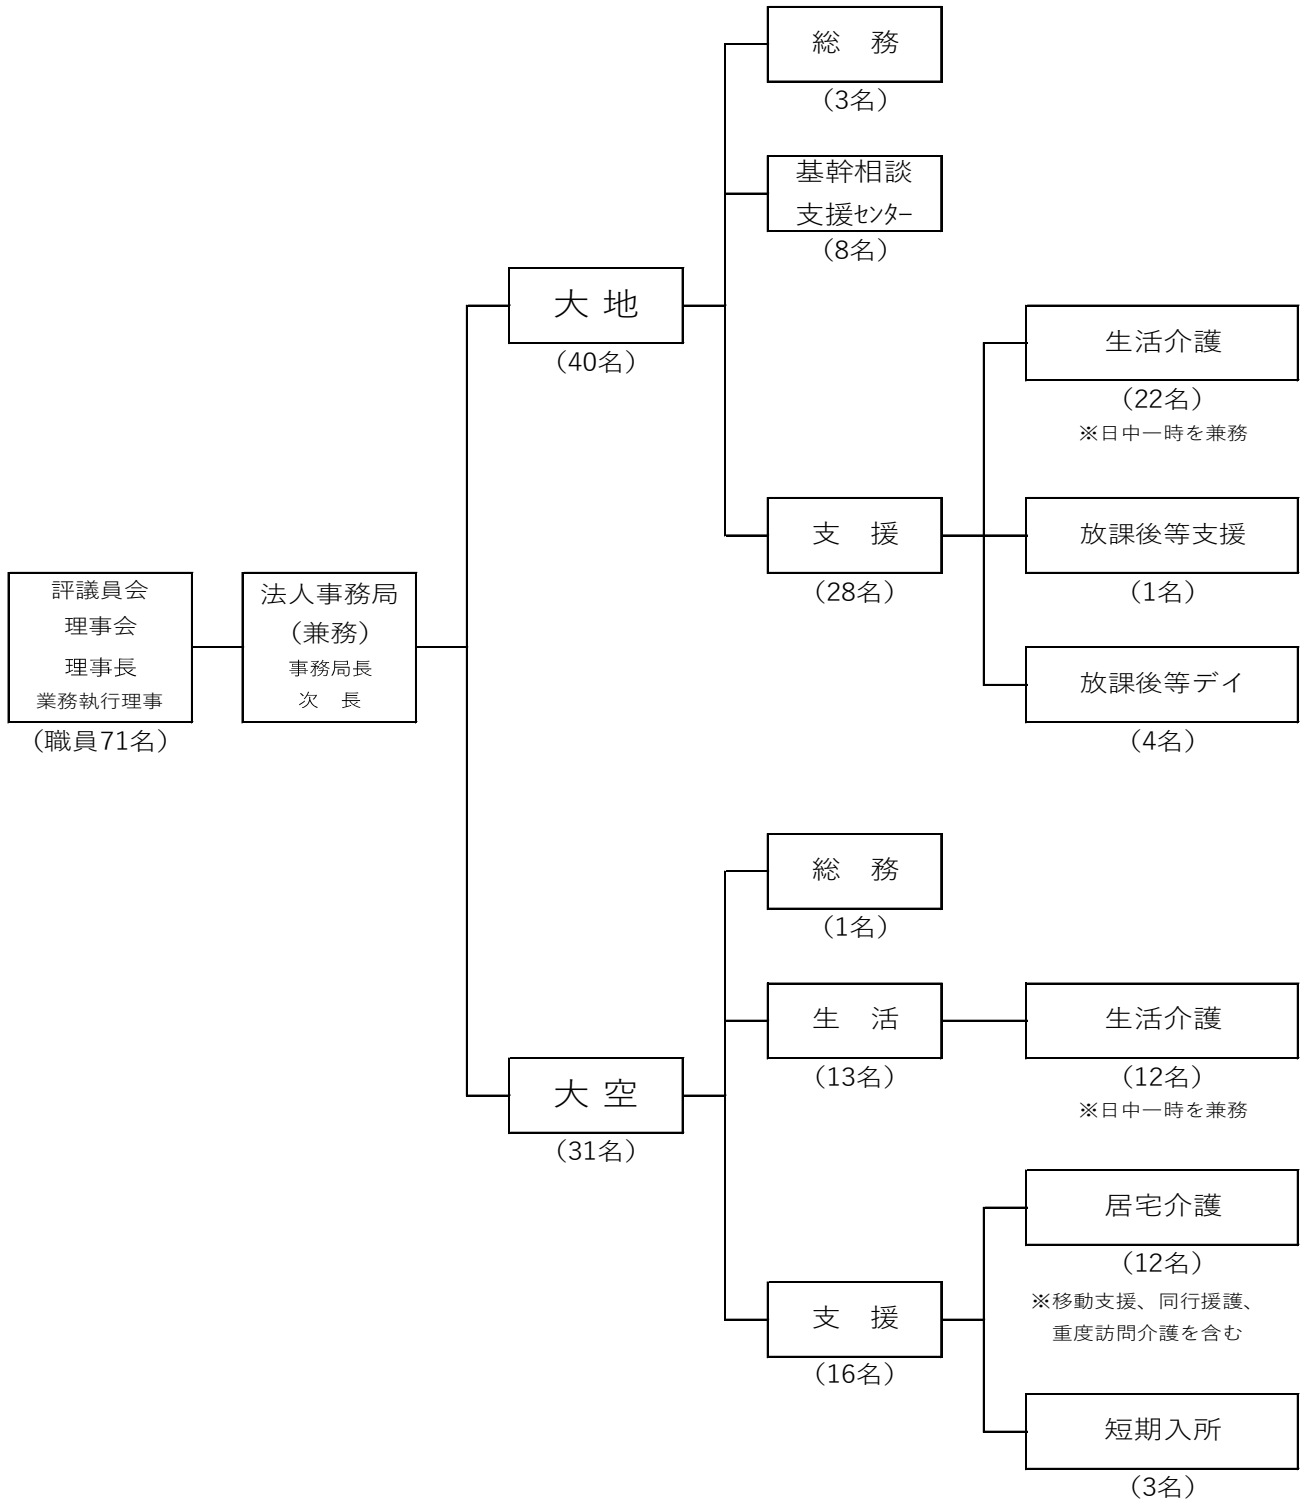 評議員会
理事会
理事長
業務執行理事
（職員71名）
法人事務局
（兼務）
事務局長
次　長
大 地
（40名）
総　務
（3名）
基幹相談
支援ｾﾝﾀｰ
（8名）
支　援
（28名）
生活介護
（22名）
※日中一時を兼務
放課後等支援
（1名）
放課後等デイ
（4名）
大 空
（31名）
総　務
（1名）
生　活
（13名）
生活介護
（12名）
※日中一時を兼務
支　援
（16名）
居宅介護
（12名）
※移動支援、同行援護、
重度訪問介護を含む
短期入所
（3名）